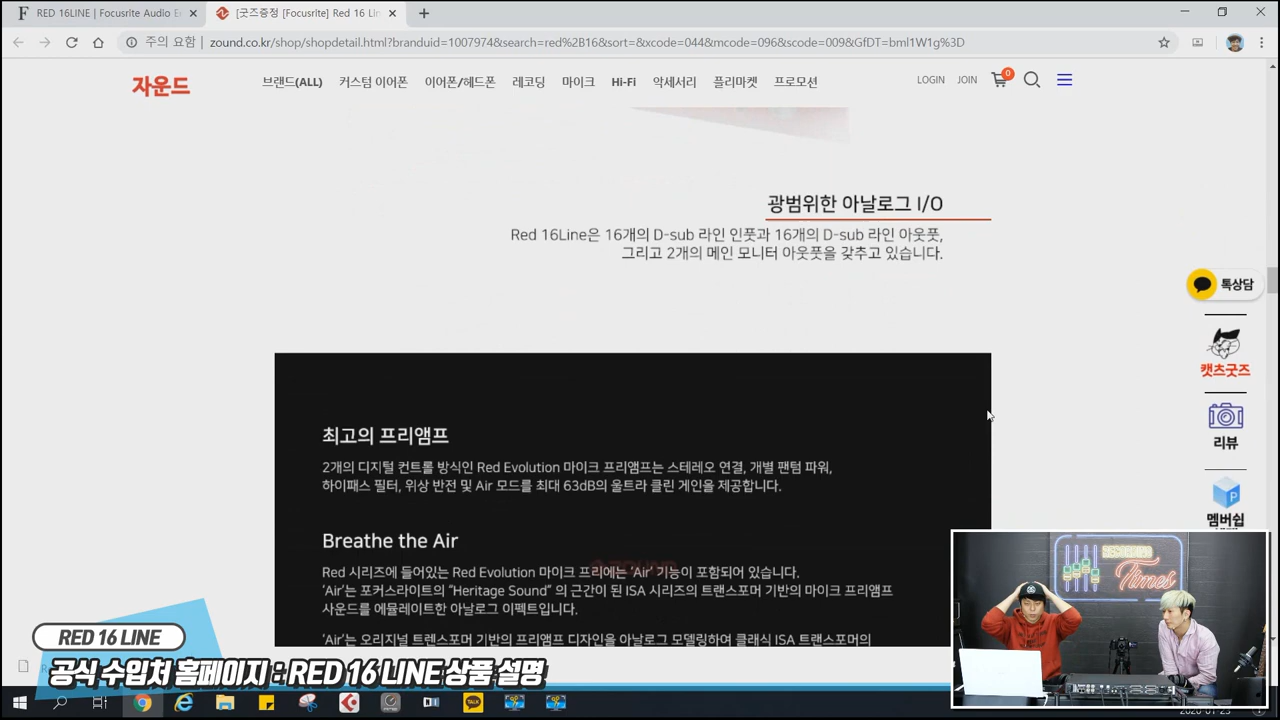 RED 16LINE | Focusrite Audio E
[굿즈증정 [Focusrite] Red 16 Lin
주의 요함 | zound.co.kr/shop/shopdetail.html?branduid=1007974&search=red%2B16&sort=&xcode=044&mcode=096&scode=009&GfDT=bml1W1g%3D
자운드
브랜드(ALL) 커스텀 이어폰 이어폰/헤드폰 레코딩 마이크 Hi-Fi 악세서리 플리마켓 프로모션
LOGIN JOIN 0
광범위한 아날로그 I/O
Red 16Line은 16개의 D-sub 라인 인풋과 16개의 D-sub 라인 아웃풋,
그리고 2개의 메인 모니터 아웃풋을 갖추고 있습니다.
톡상담
캣츠굿즈
리뷰
P
멤버쉽
최고의 프리앰프
2개의 디지털 컨트롤 방식인 Red Evolution 마이크 프리앰프는 스테레오 연결, 개별 팬텀 파워,
하이패스 필터, 위상 반전 및 Air 모드를 최대 63dB의 울트라 클린 게인을 제공합니다.
Breathe the Air
Red 시리즈에 들어있는 Red Evolution 마이크 프리에는 'Air' 기능이 포함되어 있습니다.
'Air'는 포커스라이트의 "Heritage Sound" 의 근간이 된 ISA 시리즈의 트랜스포머 기반의 마이크 프리앰프
사운드를 에뮬레이트한 아날로그 이펙트입니다.
'Air'는 오리지널 트렌스포머 기반의 프리앰프 디자인을 아날로그 모델링하여 클래식 ISA 트랜스포머의
Times
RED 16 LINE
공식 수입처 홈페이지 : RED 16 LINE 상품 설명
TALK
2020-01-23